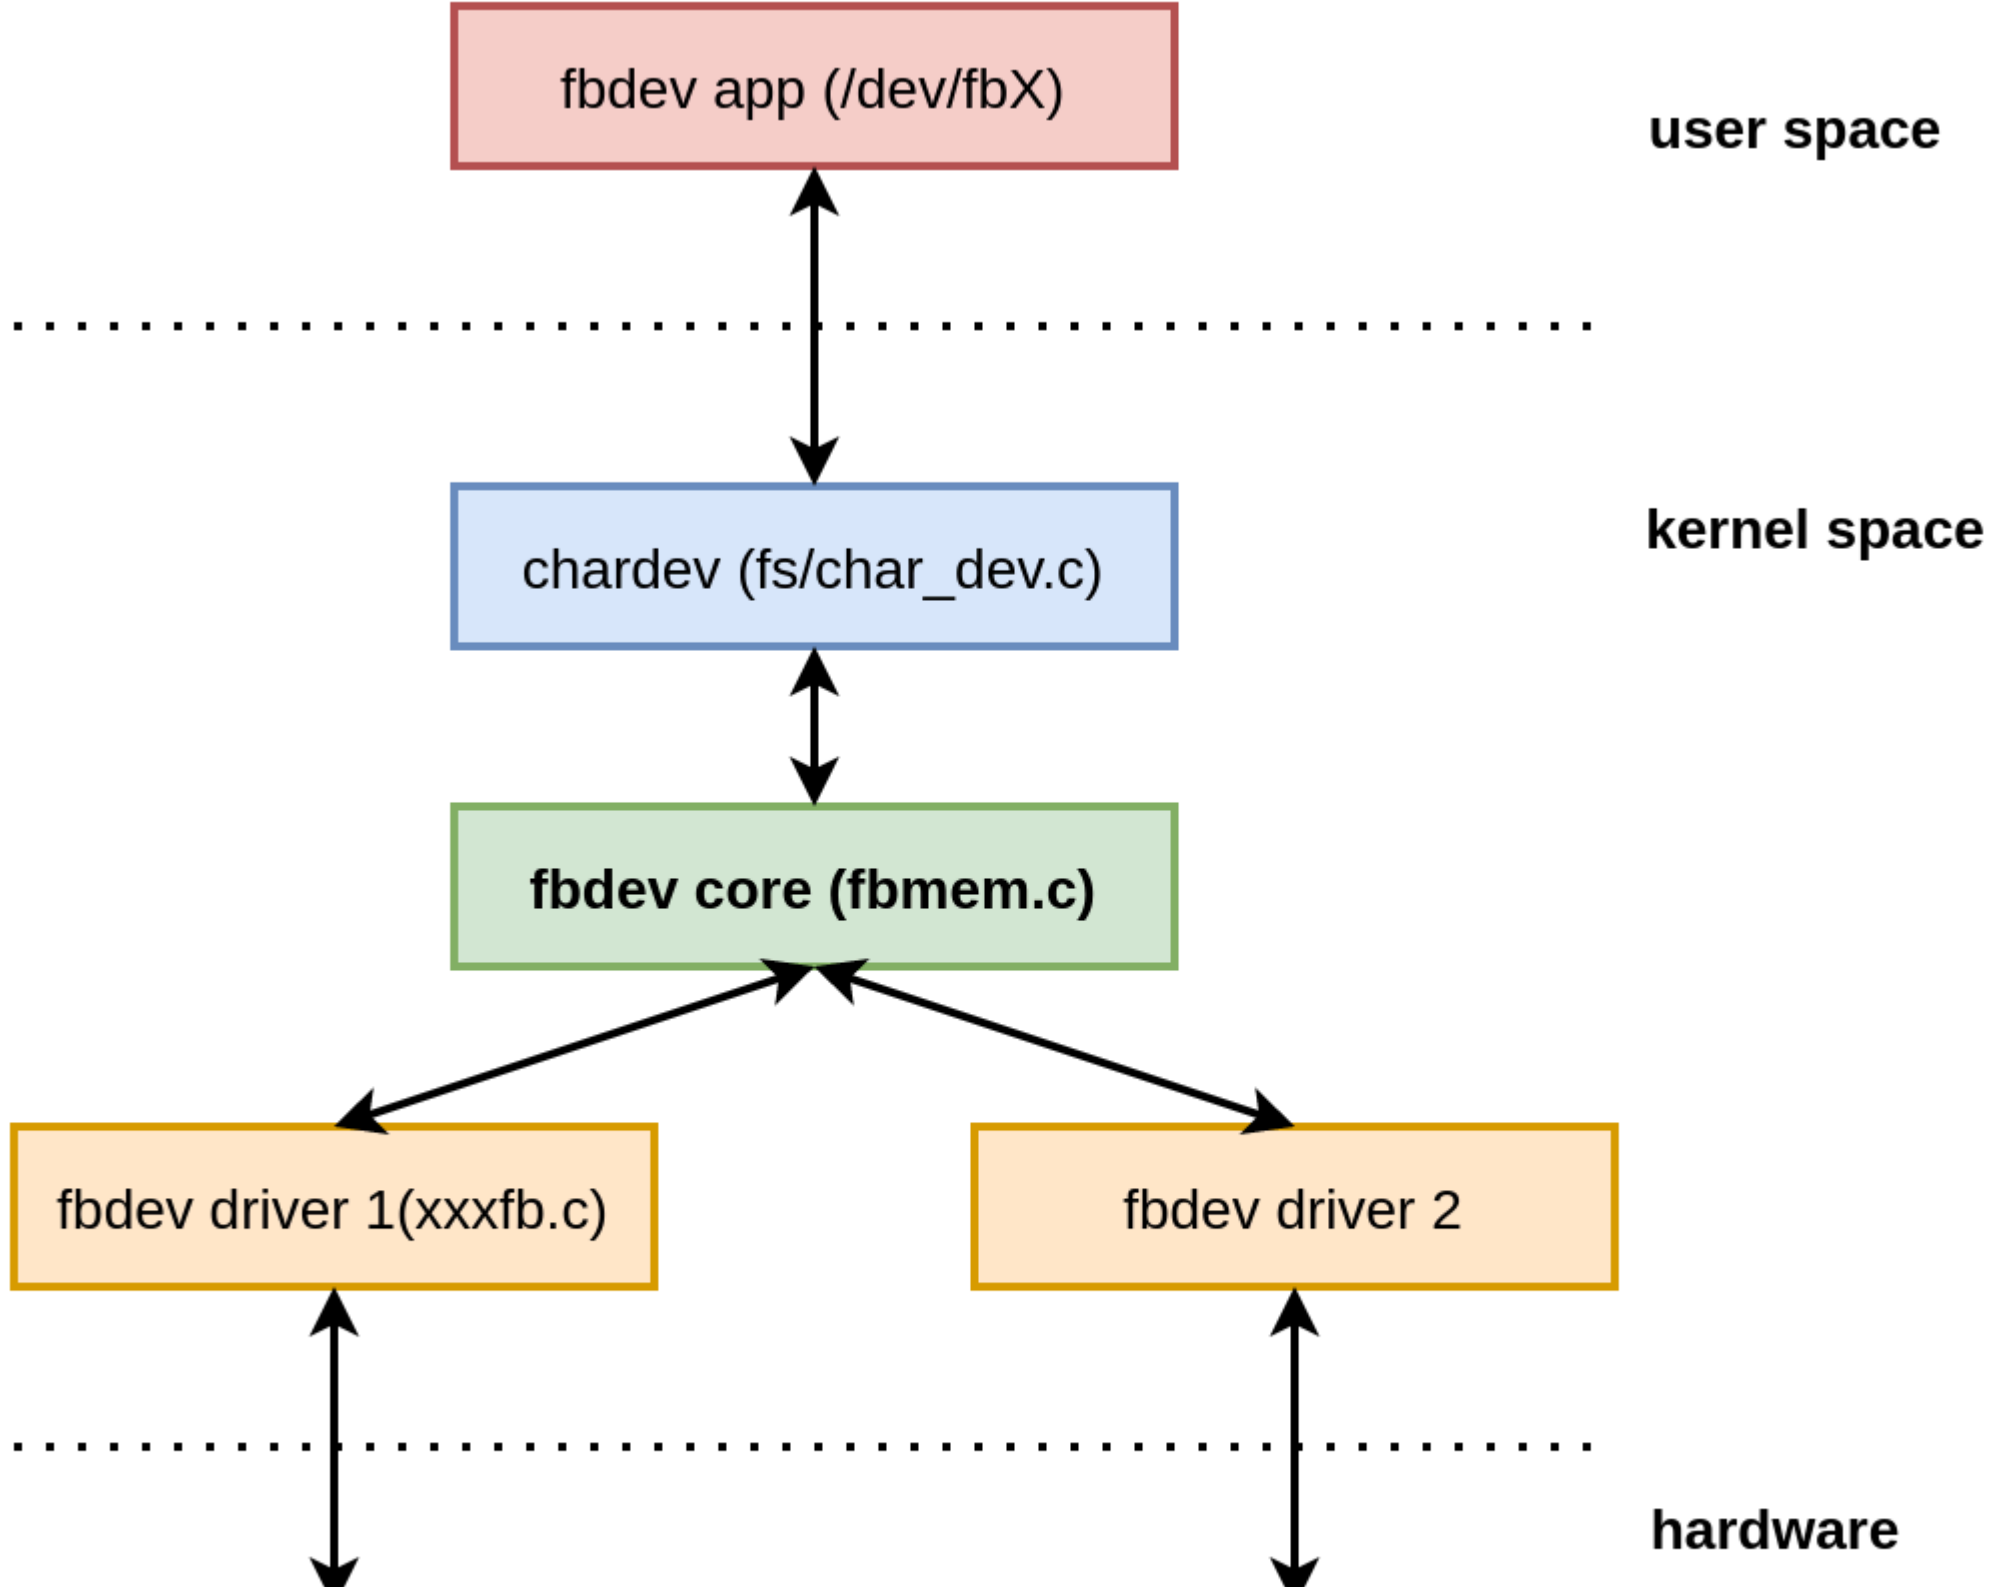 fbdev app (/dev/fbX)
user space
kernel space
chardev (fs/char_dev.c)
fbdev core (fbmem.c)
fbdev driver 1(xxxfb.c)
fbdev driver 2
hardware